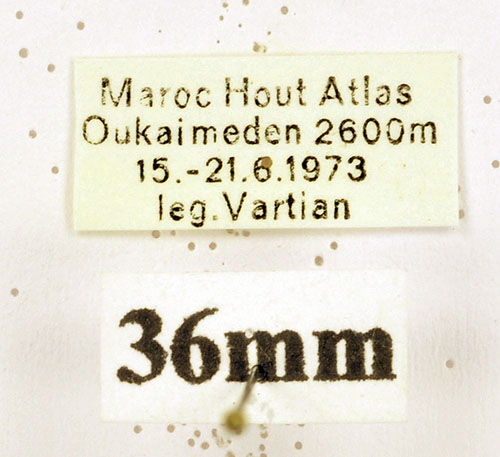 Maroc Hout Atlas
Oukaimeden 2600m
15.-21.6.1973
leg.Vartian
36mm